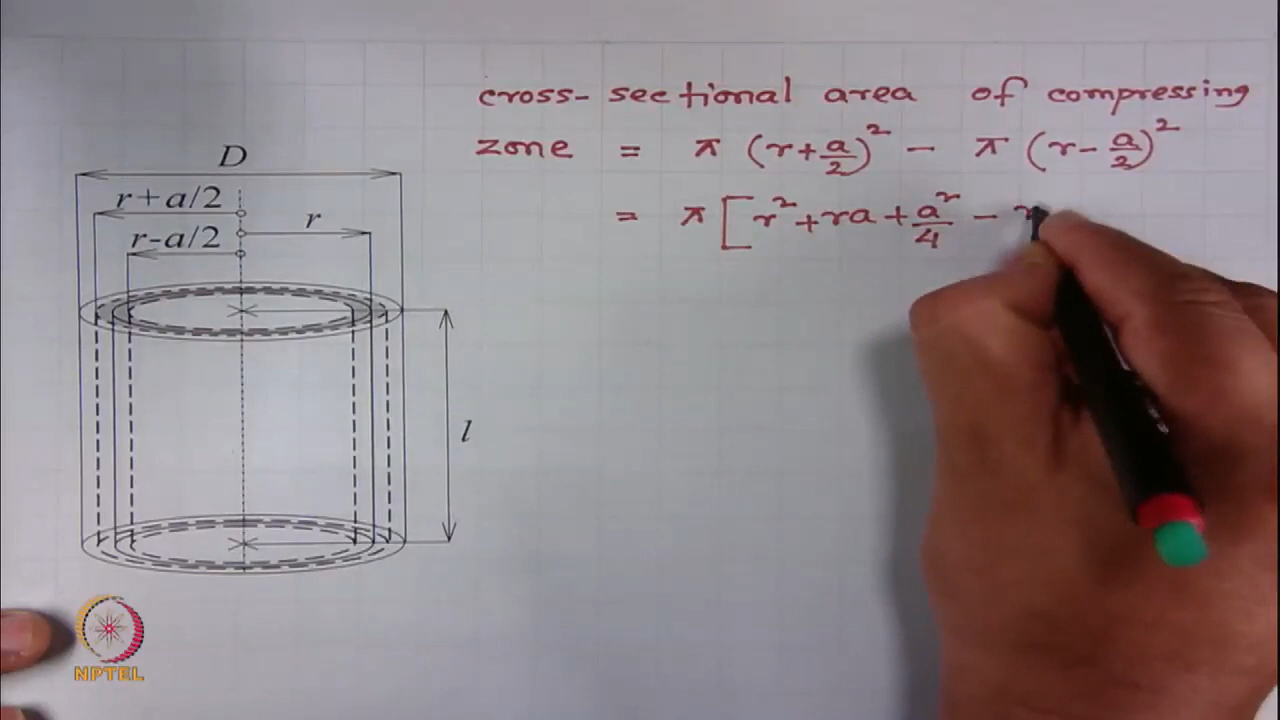 cross-sectional area of compressing
zone = π (r+a/2)² - π (r-a/2)²
= π [r²+ra+a²/4 - r
D
r+a/2
r
r-a/2
l
NPTEL